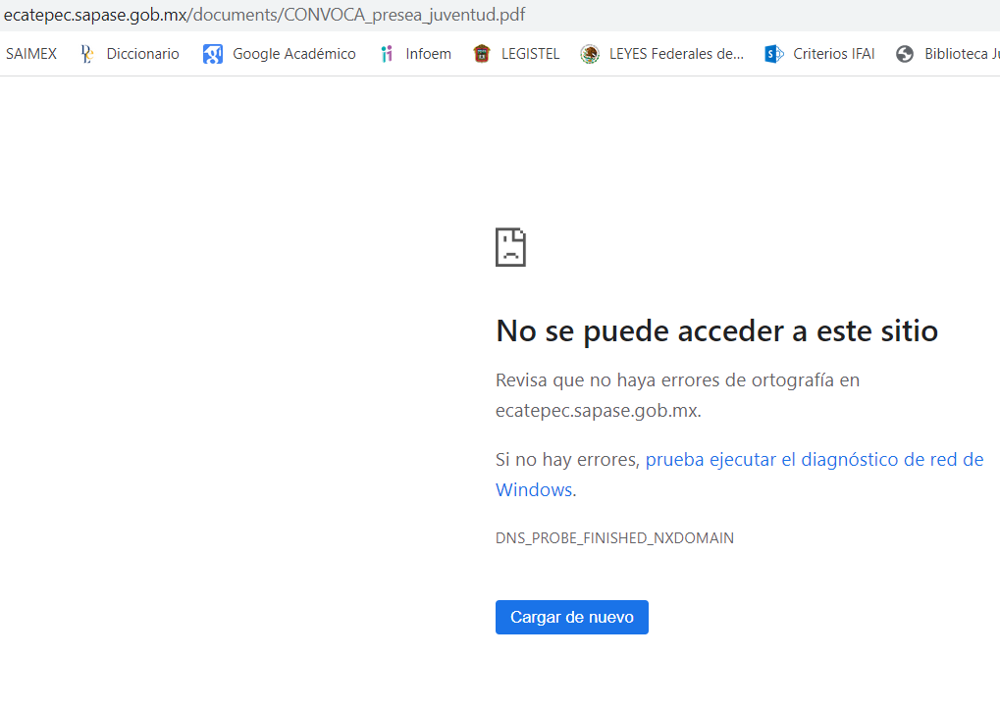 ecatepec.sapase.gob.mx/documents/CONVOCA_presea_juventud.pdf
SAIMEX Diccionario Google Académico Infoem LEGISTEL LEYES Federales de... Criterios IFAI Biblioteca
No se puede acceder a este sitio
Revisa que no haya errores de ortografía en
ecatepec.sapase.gob.mx.
Si no hay errores, prueba ejecutar el diagnóstico de red de
Windows.
DNS_PROBE_FINISHED_NXDOMAIN
Cargar de nuevo